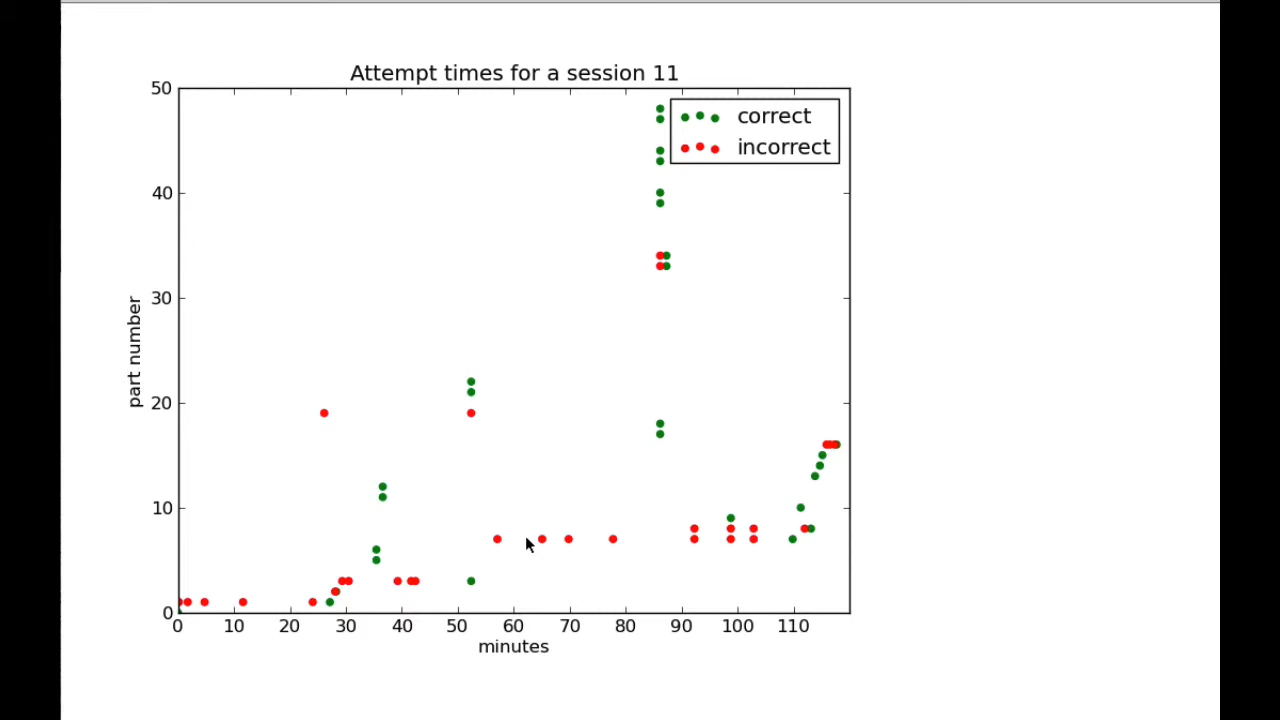 Attempt times for a session 11
correct
incorrect
50
40
30
20
10
0
part number
0 10 20 30 40 50 60 70 80 90 100 110
minutes